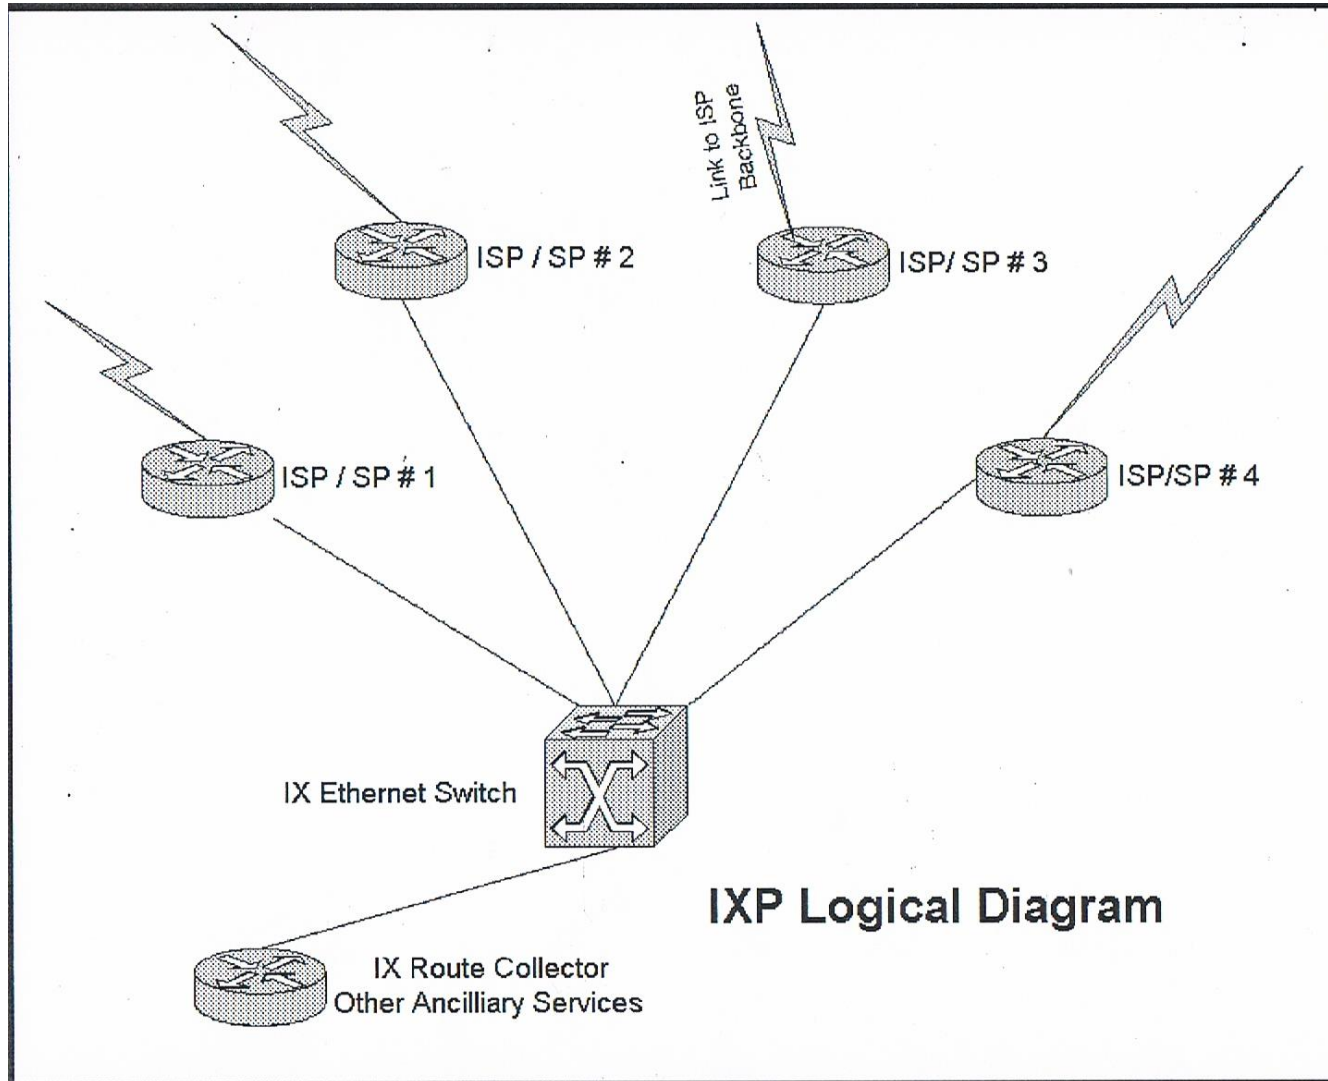 Link to ISP
Backbone
ISP / SP # 2
ISP/ SP # 3
ISP / SP # 1
ISP/SP # 4
IX Ethernet Switch
IXP Logical Diagram
IX Route Collector
Other Ancilliary Services